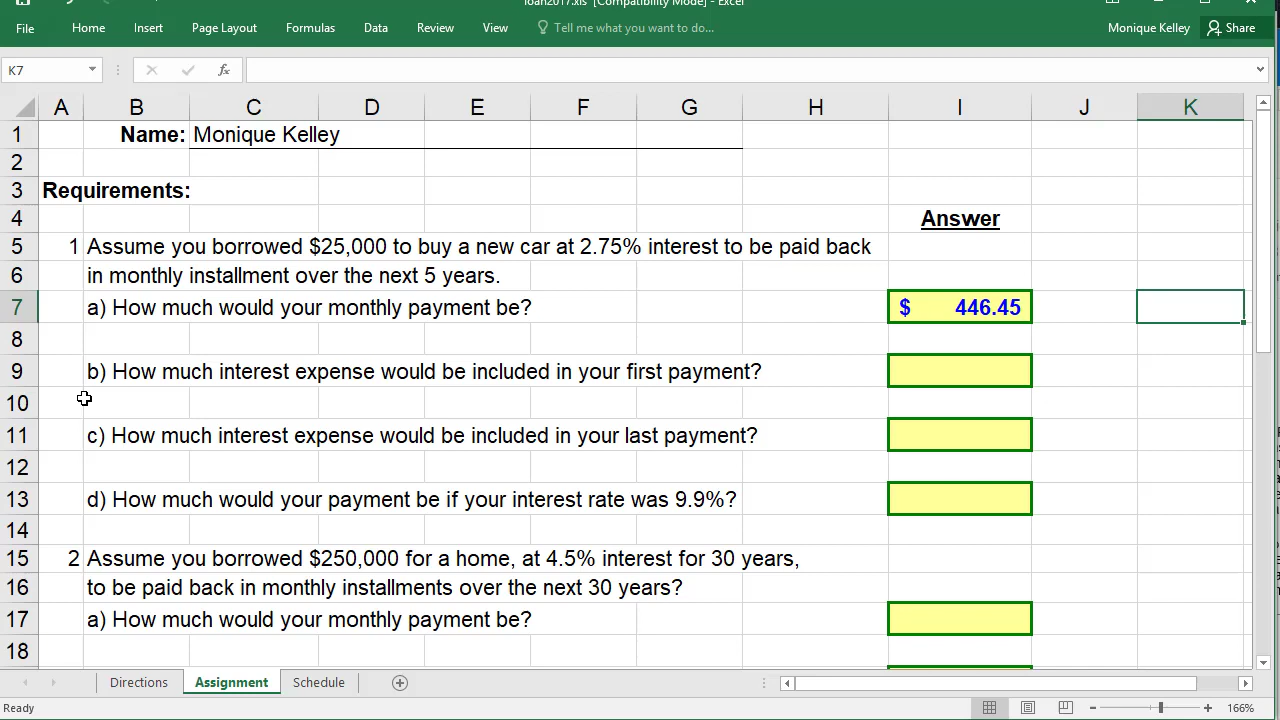 loan2017.xls [Compatibility Mode] - Excel
File Home Insert Page Layout Formulas Data Review View Tell me what you want to do... Monique Kelley Share
K7 fx
A B C D E F G H I J K
1 Name: Monique Kelley
2
3 Requirements:
4 Answer
5 1 Assume you borrowed $25,000 to buy a new car at 2.75% interest to be paid back
6 in monthly installment over the next 5 years.
7 a) How much would your monthly payment be? $ 446.45
8
9 b) How much interest expense would be included in your first payment?
10
11 c) How much interest expense would be included in your last payment?
12
13 d) How much would your payment be if your interest rate was 9.9%?
14
15 2 Assume you borrowed $250,000 for a home, at 4.5% interest for 30 years,
16 to be paid back in monthly installments over the next 30 years?
17 a) How much would your monthly payment be?
18
Directions Assignment Schedule
Ready 166%